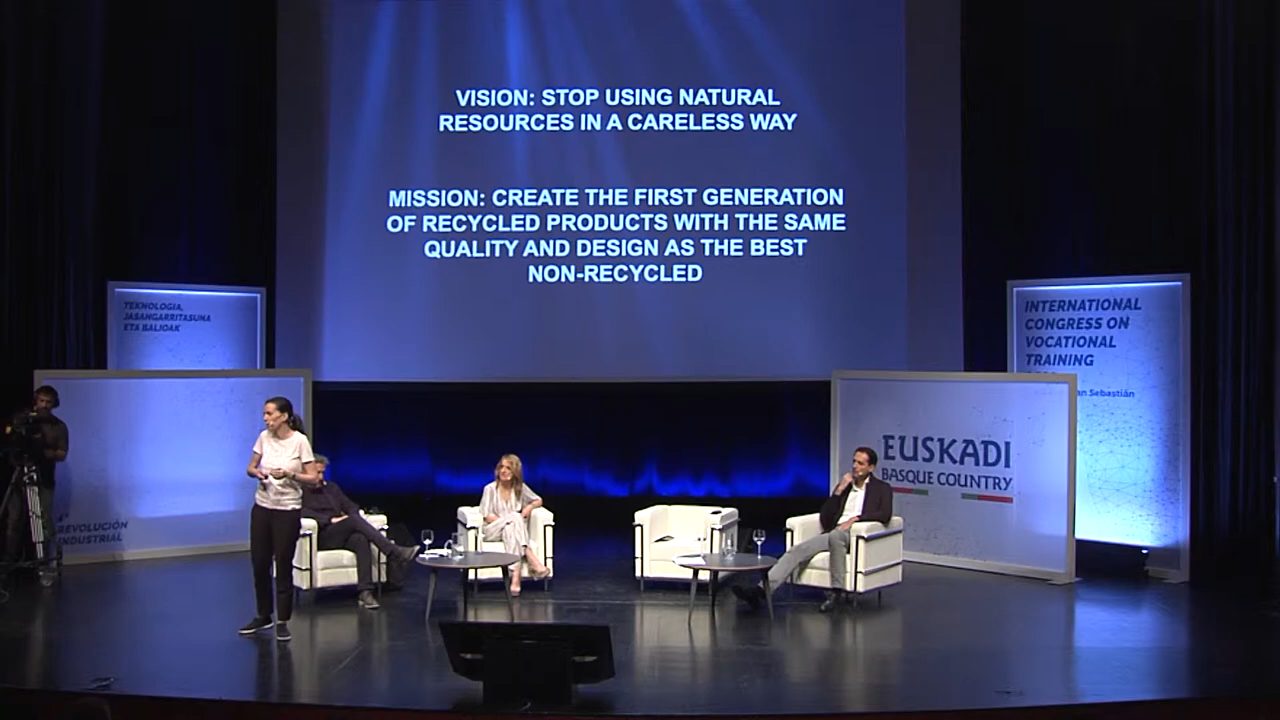 VISION: STOP USING NATURAL
RESOURCES IN A CARELESS WAY
MISSION: CREATE THE FIRST GENERATION
OF RECYCLED PRODUCTS WITH THE SAME
QUALITY AND DESIGN AS THE BEST
NON-RECYCLED
TEKNOLOGIA,
JASANGARRITASUNA
ETA BALIOAK
INTERNATIONAL
CONGRESS ON
VOCATIONAL
TRAINING
Sebastián
EUSKADI
BASQUE COUNTRY
REVOLUCIÓN
INDUSTRIAL